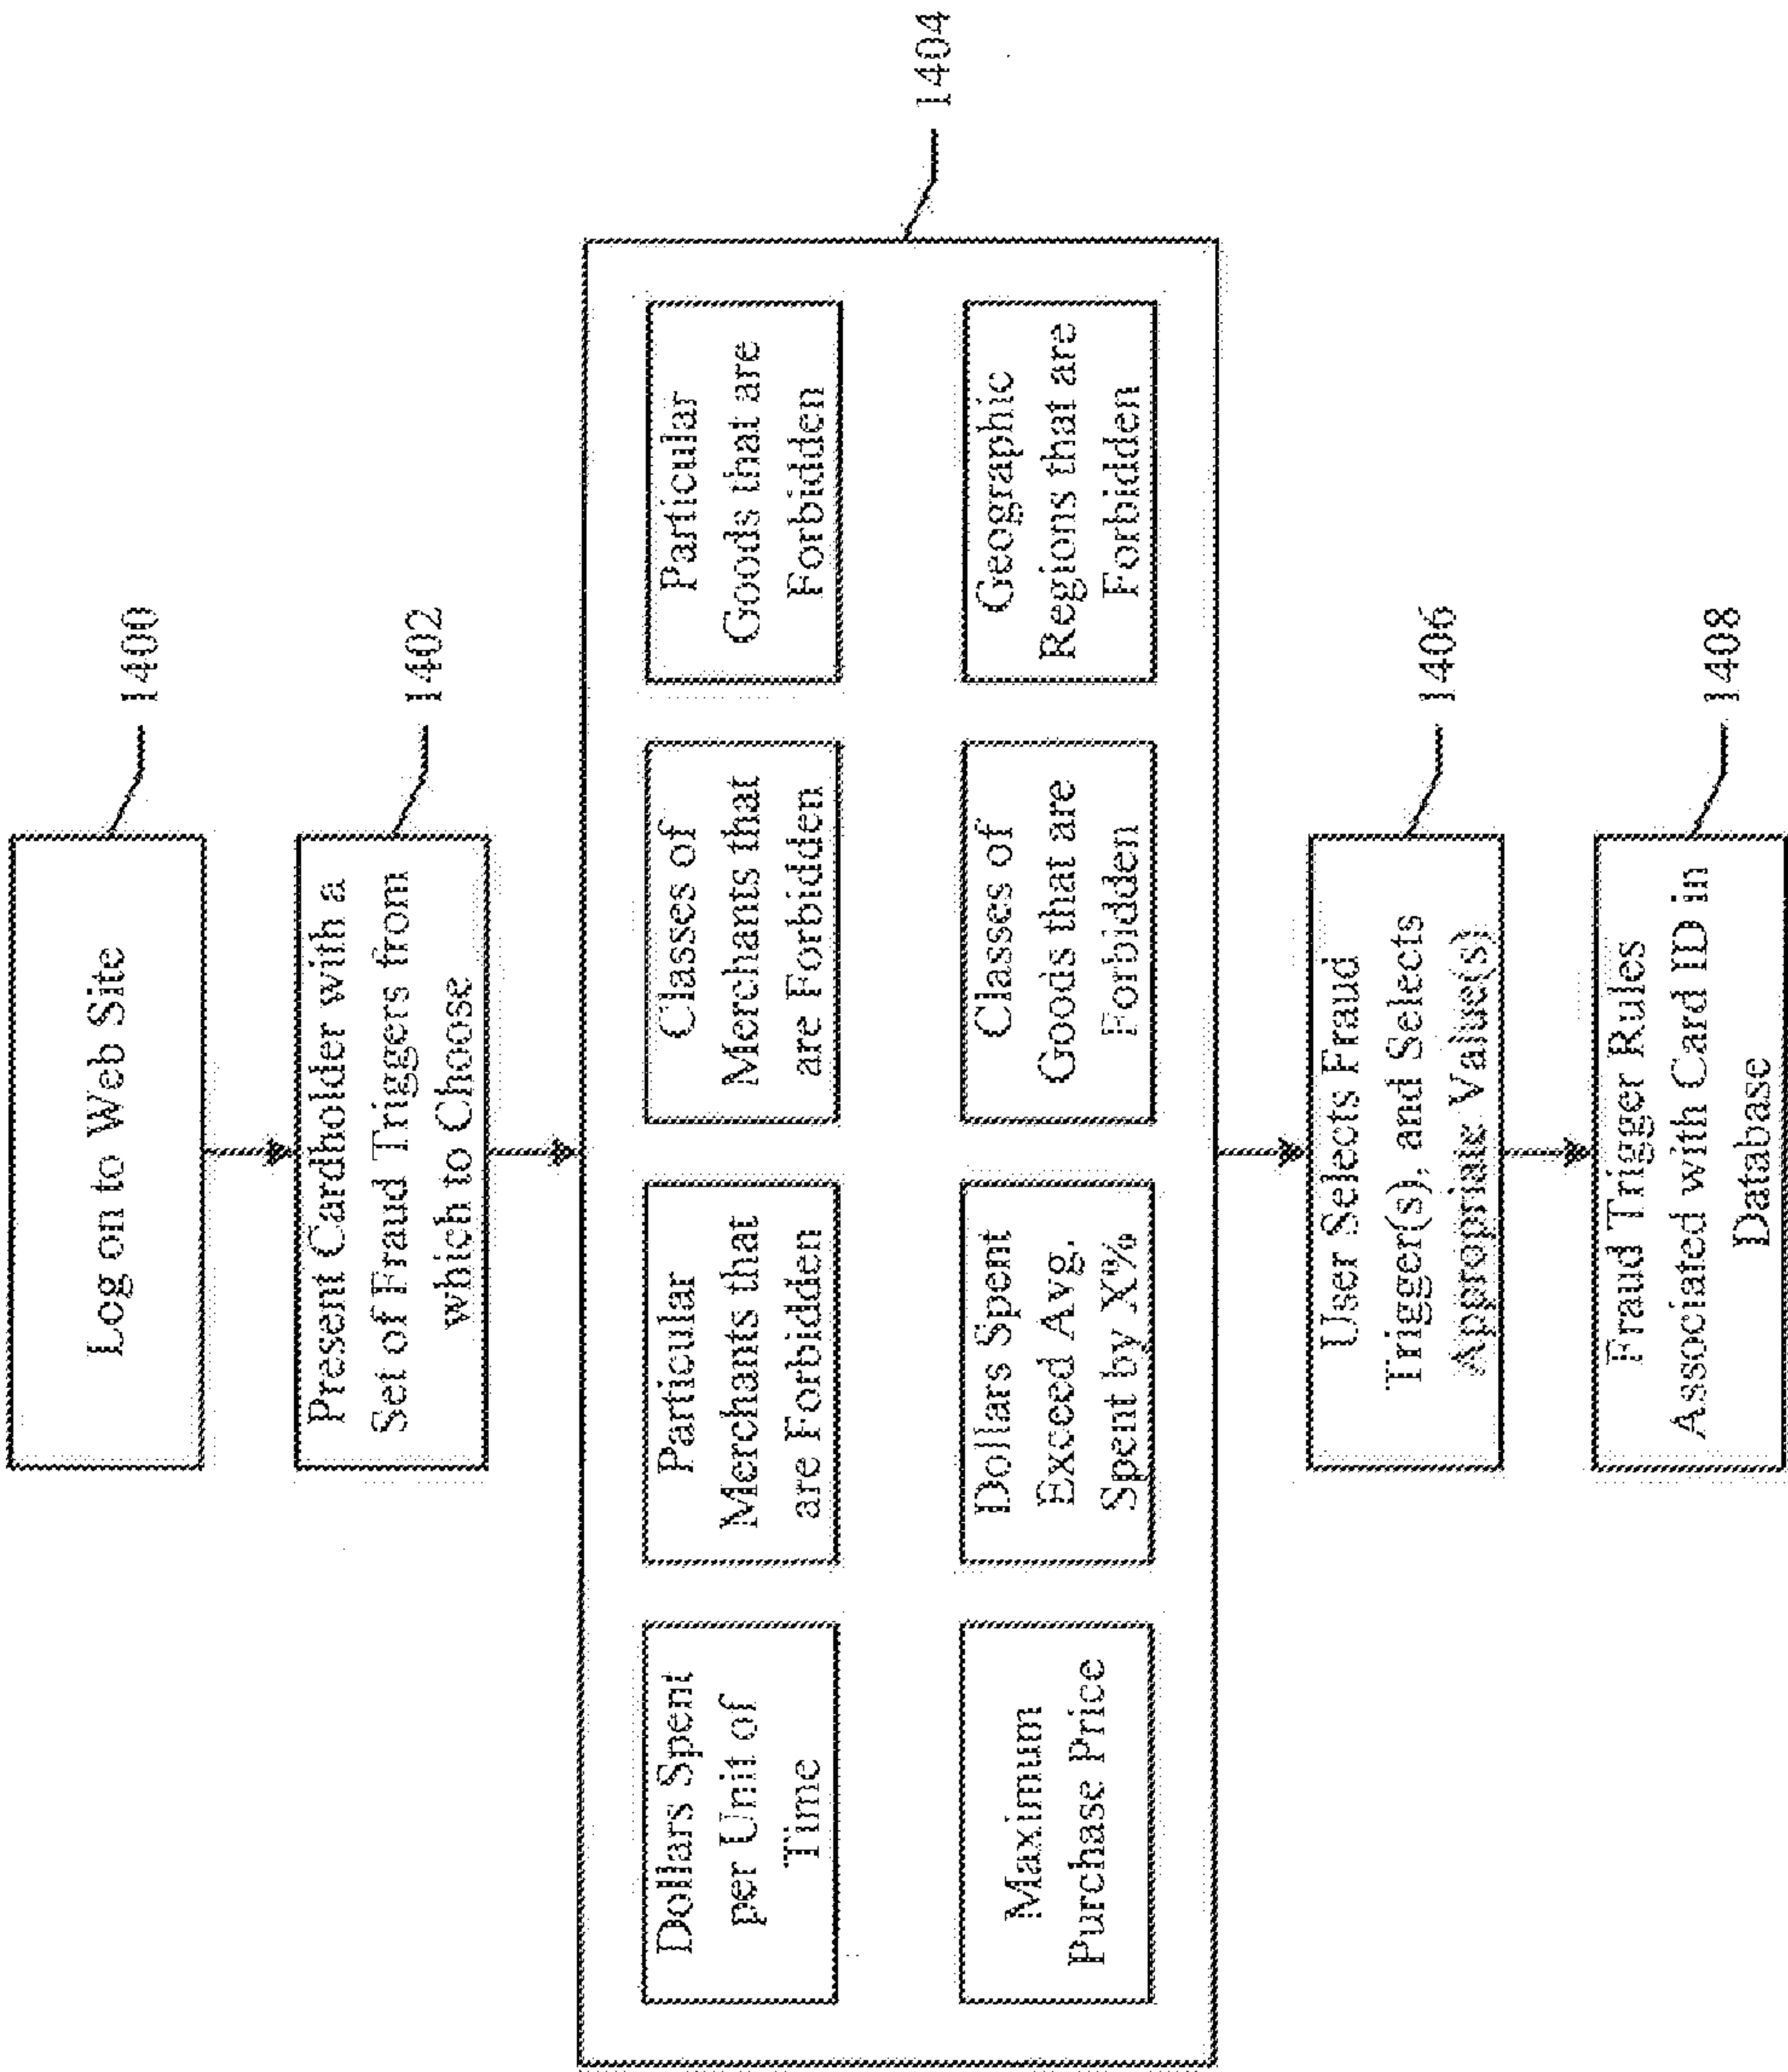 Log on to Web Site
1400
Present Cardholder with a
Set of Fraud Triggers from
which to Choose
1402
1404
Dollars Spent
per Unit of
Time
Particular
Merchants that
are Forbidden
Classes of
Merchants that
are Forbidden
Particular
Goods that are
Forbidden
Maximum
Purchase Price
Dollars Spent
Exceed Avg.
Spent by X%
Classes of
Goods that are
Forbidden
Geographic
Regions that are
Forbidden
User Selects Fraud
Trigger(s), and Selects
Appropriate Value(s)
1406
Fraud Trigger Rules
Associated with Card ID in
Database
1408